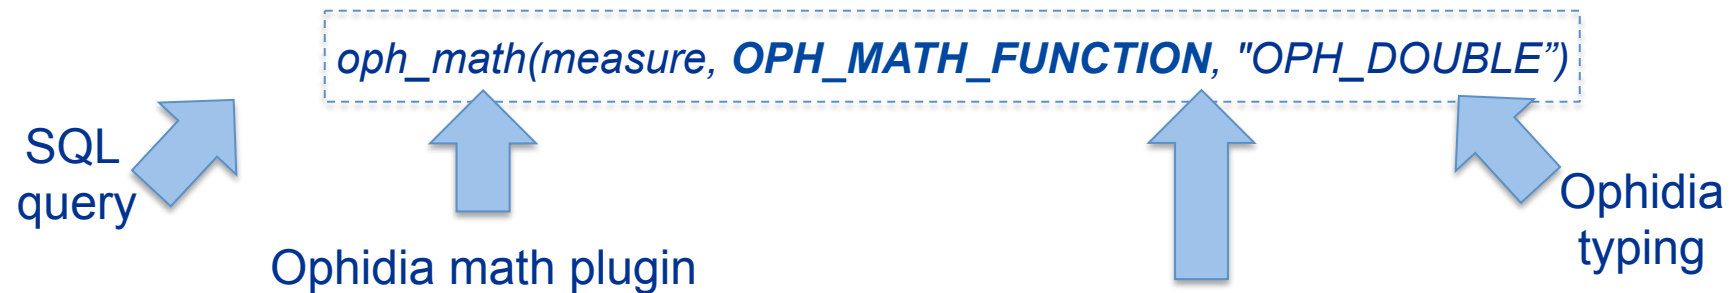 oph_math(measure, OPH_MATH_FUNCTION, "OPH_DOUBLE”)
SQL
query
Ophidia math plugin
Ophidia
typing